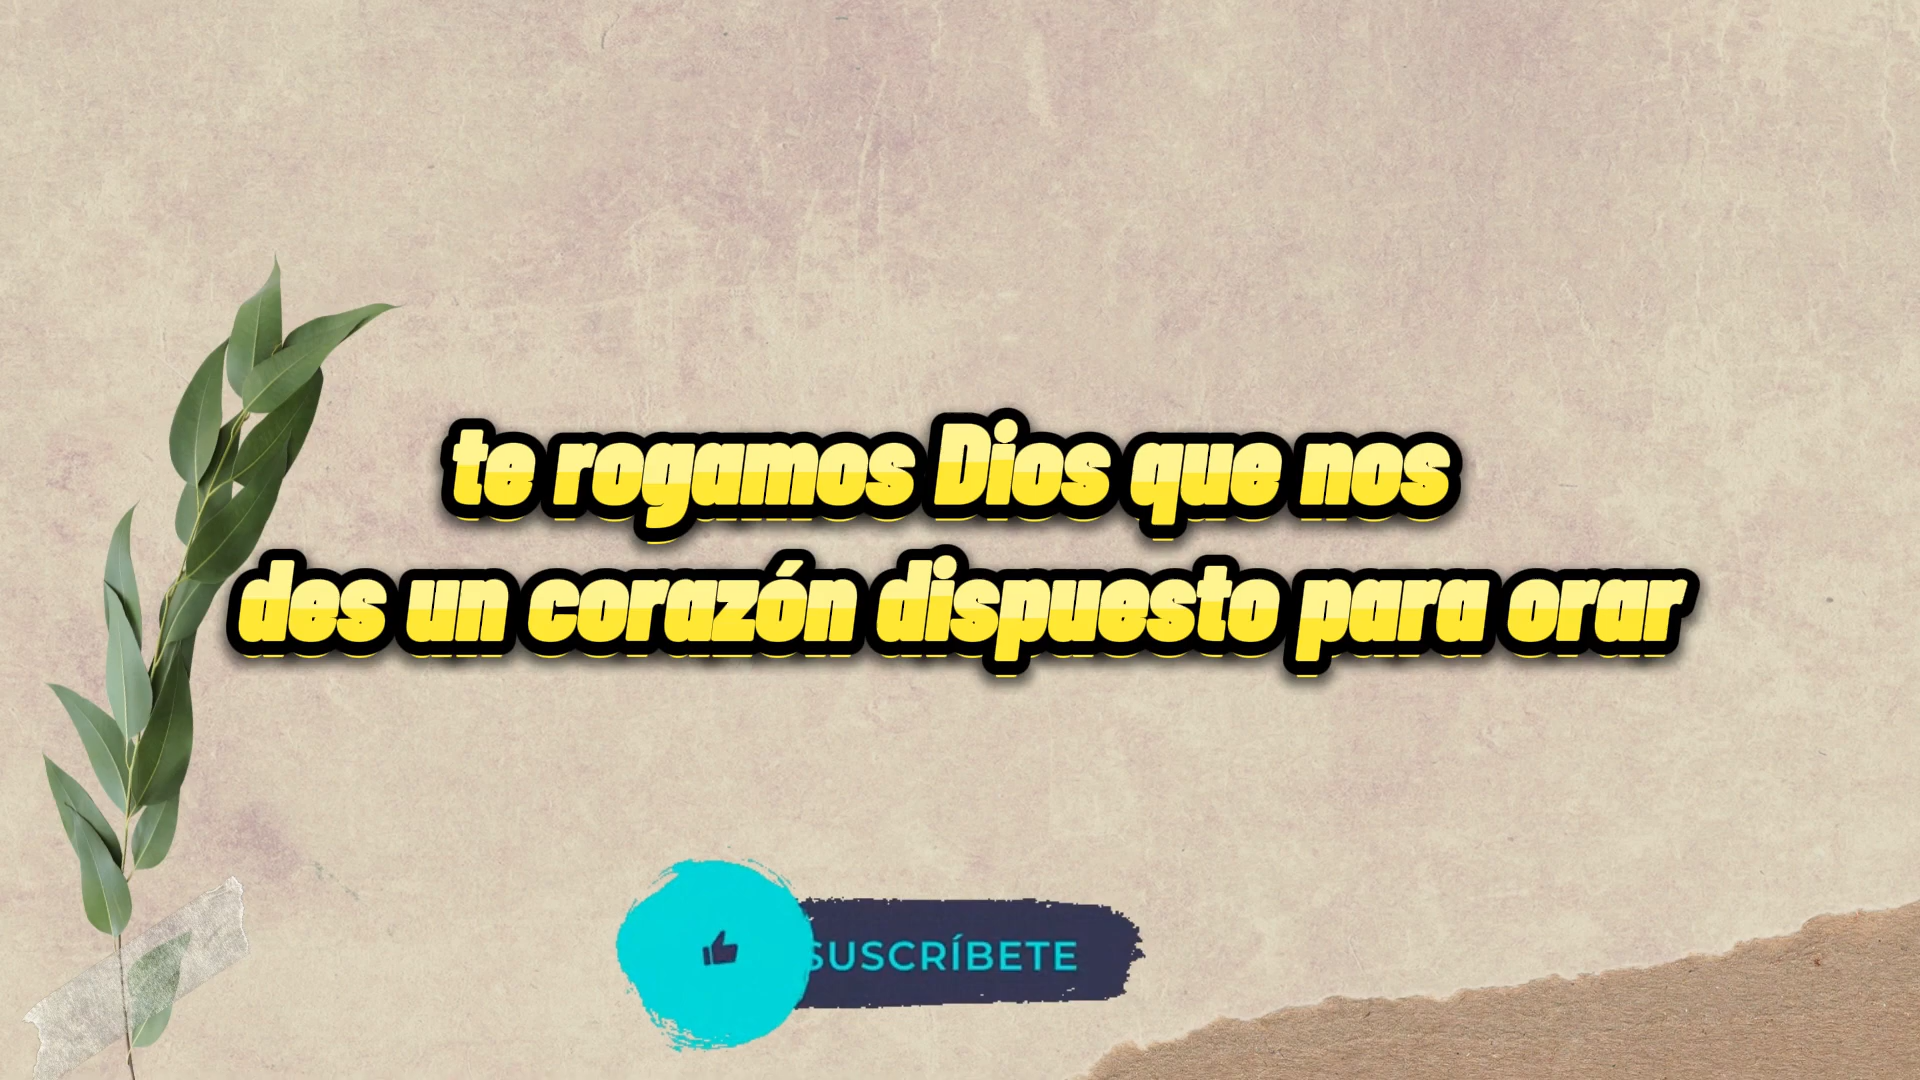 te rogamos Dios que nos
des un corazón dispuesto para orar
SUSCRÍBETE